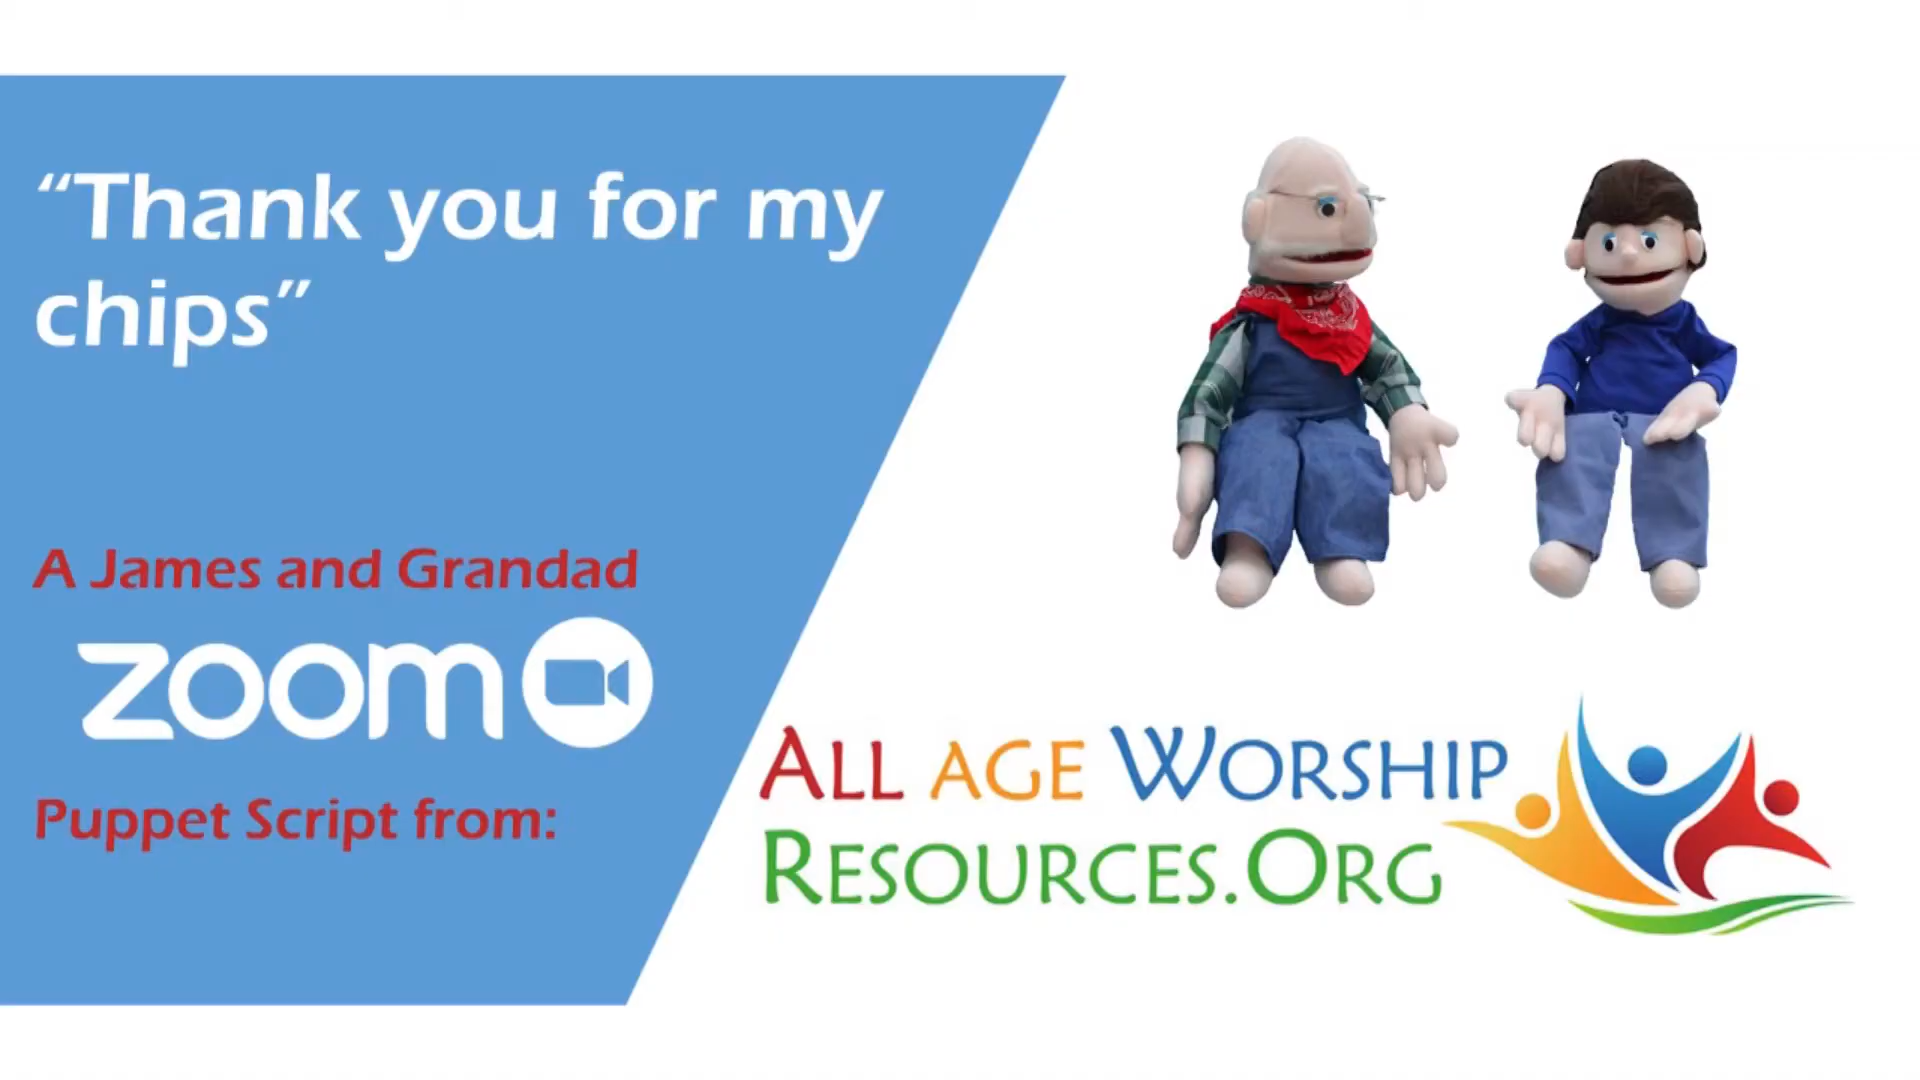 “Thank you for my
chips”
A James and Grandad
zoom
Puppet Script from:
ALL AGE WORSHIP
RESOURCES.ORG